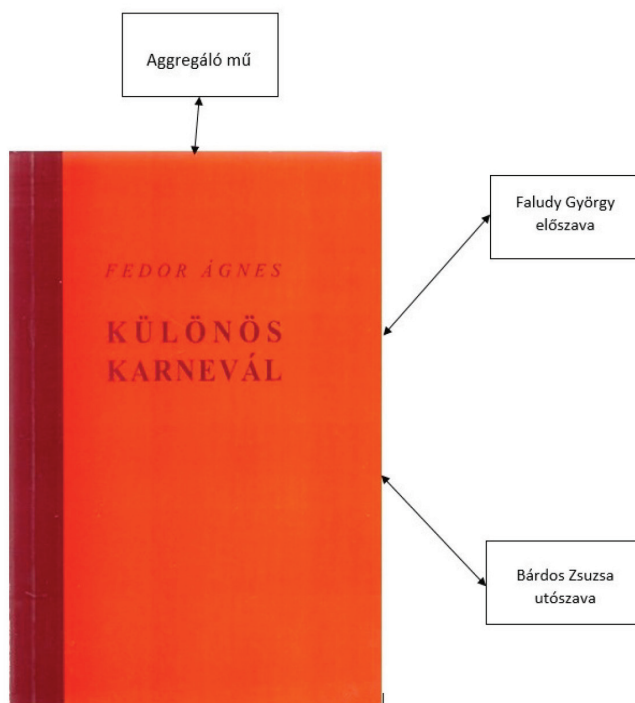 Aggregáló mű
Faludy György
előszava
FEDOR ÁGNES
KÜLÖNÖS
KARNEVÁL
Bárdos Zsuzsa
utószava